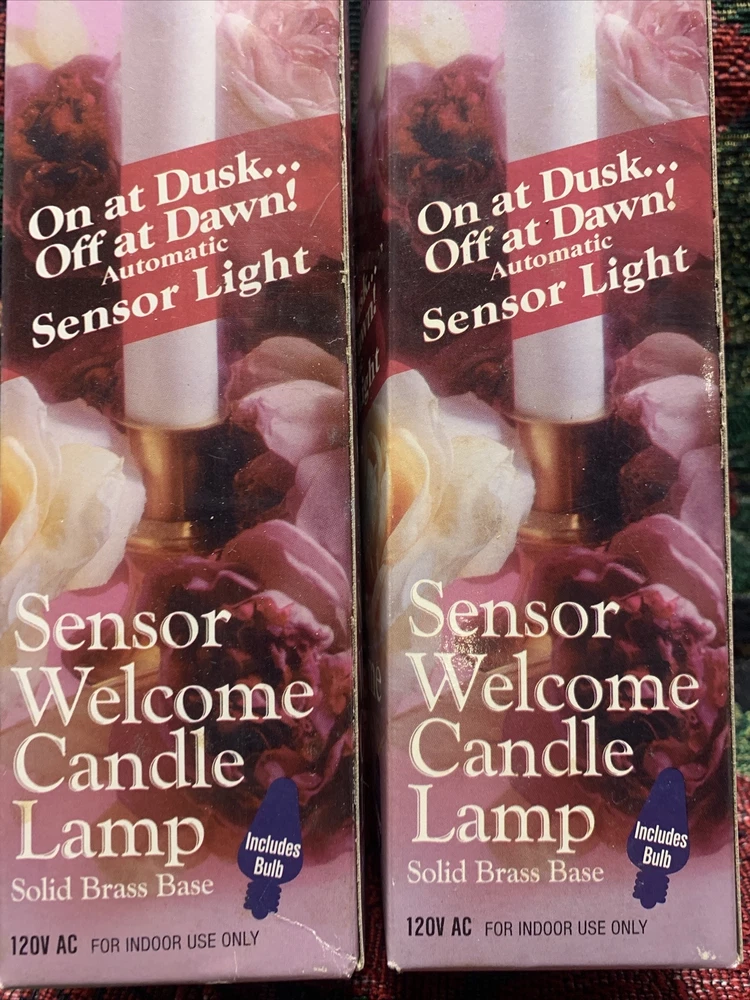 On at Dusk...
Off at Dawn!
Automatic
Sensor Light
Sensor
Welcome
Candle
Lamp
Includes
Bulb
Solid Brass Base
120V AC FOR INDOOR USE ONLY
On at Dusk...
Off at Dawn!
Automatic
Sensor Light
Sensor
Welcome
Candle
Lamp
Includes
Bulb
Solid Brass Base
120V AC FOR INDOOR USE ONLY